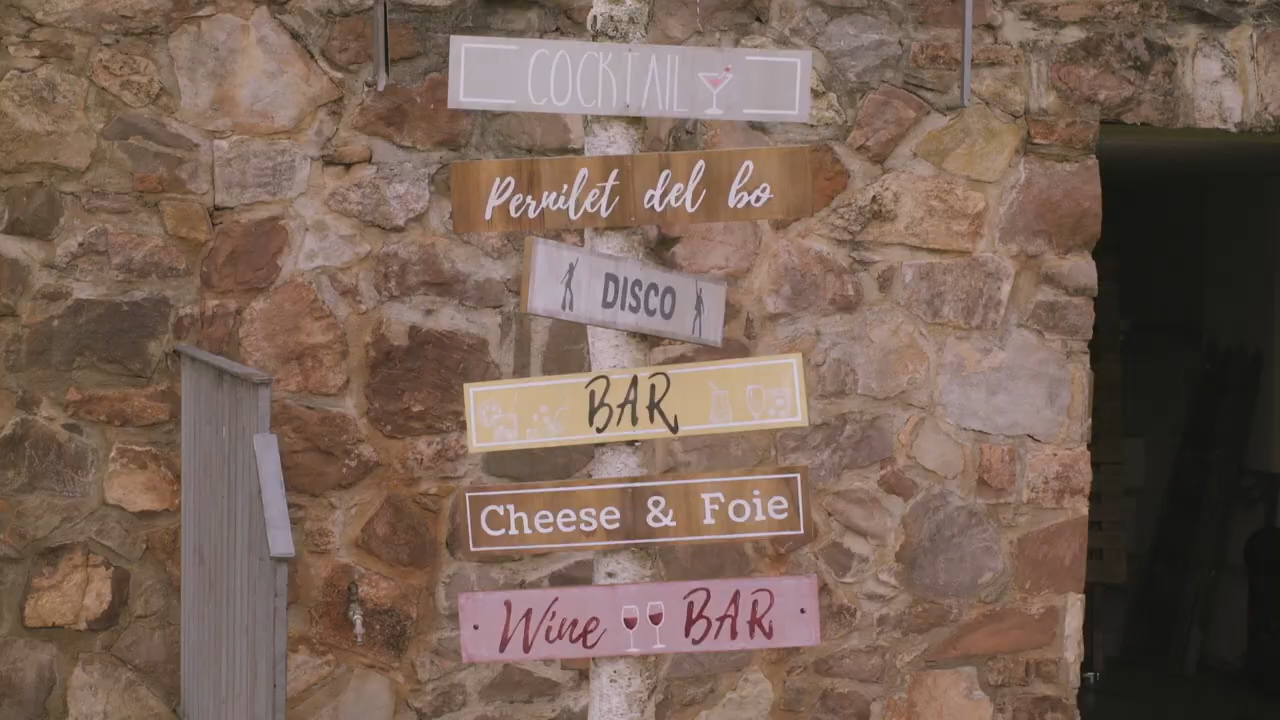 COCKTAIL
Pernilet del bo
DISCO
BAR
Cheese & Foie
Wine BAR